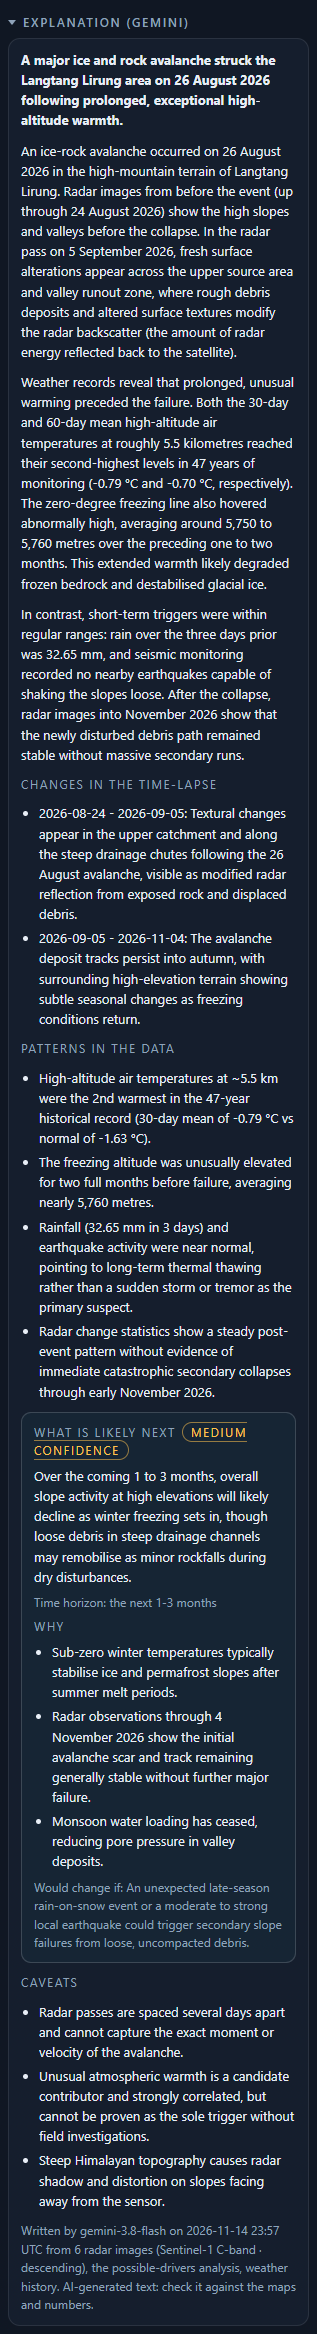 EXPLANATION (GEMINI)
A major ice and rock avalanche struck the
Langtang Lirung area on 26 August 2026
following prolonged, exceptional high-
altitude warmth.
An ice-rock avalanche occurred on 26 August
2026 in the high-mountain terrain of Langtang
Lirung. Radar images from before the event (up
through 24 August 2026) show the high slopes
and valleys before the collapse. In the radar
pass on 5 September 2026, fresh surface
alterations appear across the upper source area
and valley runout zone, where rough debris
deposits and altered surface textures modify
the radar backscatter (the amount of radar
energy reflected back to the satellite).
Weather records reveal that prolonged, unusual
warming preceded the failure. Both the 30-day
and 60-day mean high-altitude air
temperatures at roughly 5.5 kilometres reached
their second-highest levels in 47 years of
monitoring (-0.79 °C and -0.70 °C, respectively).
The zero-degree freezing line also hovered
abnormally high, averaging around 5,750 to
5,760 metres over the preceding one to two
months. This extended warmth likely degraded
frozen bedrock and destabilised glacial ice.
In contrast, short-term triggers were within
regular ranges: rain over the three days prior
was 32.65 mm, and seismic monitoring
recorded no nearby earthquakes capable of
shaking the slopes loose. After the collapse,
radar images into November 2026 show that
the newly disturbed debris path remained
stable without massive secondary runs.
CHANGES IN THE TIME-LAPSE
• 2026-08-24 - 2026-09-05: Textural changes
appear in the upper catchment and along
the steep drainage chutes following the 26
August avalanche, visible as modified radar
reflection from exposed rock and displaced
debris.
• 2026-09-05 - 2026-11-04: The avalanche
deposit tracks persist into autumn, with
surrounding high-elevation terrain showing
subtle seasonal changes as freezing
conditions return.
PATTERNS IN THE DATA
• High-altitude air temperatures at ~5.5 km
were the 2nd warmest in the 47-year
historical record (30-day mean of -0.79 °C vs
normal of -1.63 °C).
• The freezing altitude was unusually elevated
for two full months before failure, averaging
nearly 5,760 metres.
• Rainfall (32.65 mm in 3 days) and
earthquake activity were near normal,
pointing to long-term thermal thawing
rather than a sudden storm or tremor as the
primary suspect.
• Radar change statistics show a steady post-
event pattern without evidence of
immediate catastrophic secondary collapses
through early November 2026.
WHAT IS LIKELY NEXT MEDIUM
CONFIDENCE
Over the coming 1 to 3 months, overall
slope activity at high elevations will likely
decline as winter freezing sets in, though
loose debris in steep drainage channels
may remobilise as minor rockfalls during
dry disturbances.
Time horizon: the next 1-3 months
WHY
• Sub-zero winter temperatures typically
stabilise ice and permafrost slopes after
summer melt periods.
• Radar observations through 4
November 2026 show the initial
avalanche scar and track remaining
generally stable without further major
failure.
• Monsoon water loading has ceased,
reducing pore pressure in valley
deposits.
Would change if: An unexpected late-season
rain-on-snow event or a moderate to strong
local earthquake could trigger secondary slope
failures from loose, uncompacted debris.
CAVEATS
• Radar passes are spaced several days apart
and cannot capture the exact moment or
velocity of the avalanche.
• Unusual atmospheric warmth is a candidate
contributor and strongly correlated, but
cannot be proven as the sole trigger without
field investigations.
• Steep Himalayan topography causes radar
shadow and distortion on slopes facing
away from the sensor.
Written by gemini-3.8-flash on 2026-11-14 23:57
UTC from 6 radar images (Sentinel-1 C-band ·
descending), the possible-drivers analysis, weather
history. AI-generated text: check it against the maps
and numbers.